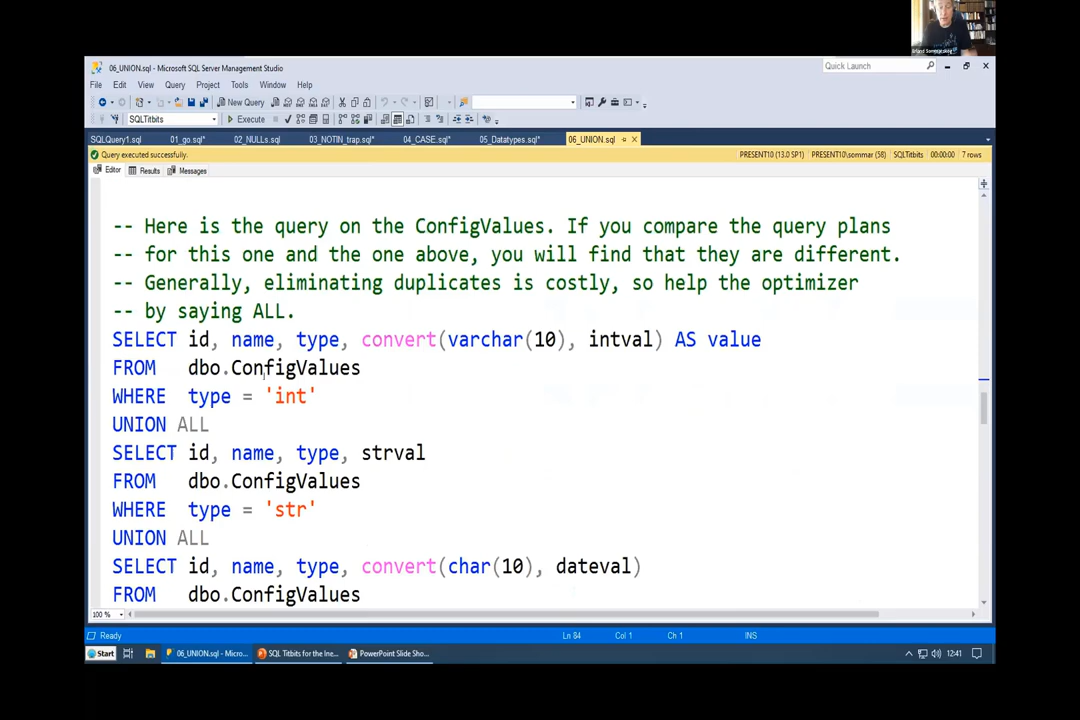 Erland Sommarskog
06_UNION.sql - Microsoft SQL Server Management Studio
Quick Launch
File Edit View Query Project Tools Window Help
New Query
SQLTitbits
Execute
SQLQuery1.sql 01_go.sql* 02_NULLs.sql 03_NOTIN_trap.sql* 04_CASE.sql* 05_Datatypes.sql* 06_UNION.sql
Query executed successfully. PRESENT10 (13.0 SP1) PRESENT10\sommar (58) SQLTitbits 00:00:00 7 rows
Editor Results Messages
-- Here is the query on the ConfigValues. If you compare the query plans
-- for this one and the one above, you will find that they are different.
-- Generally, eliminating duplicates is costly, so help the optimizer
-- by saying ALL.
SELECT id, name, type, convert(varchar(10), intval) AS value
FROM dbo.ConfigValues
WHERE type = 'int'
UNION ALL
SELECT id, name, type, strval
FROM dbo.ConfigValues
WHERE type = 'str'
UNION ALL
SELECT id, name, type, convert(char(10), dateval)
FROM dbo.ConfigValues
100 %
Ready Ln 84 Col 1 Ch 1 INS
Start 06_UNION.sql - Micro... SQL Titbits for the Ine... PowerPoint Slide Sho... 12:41